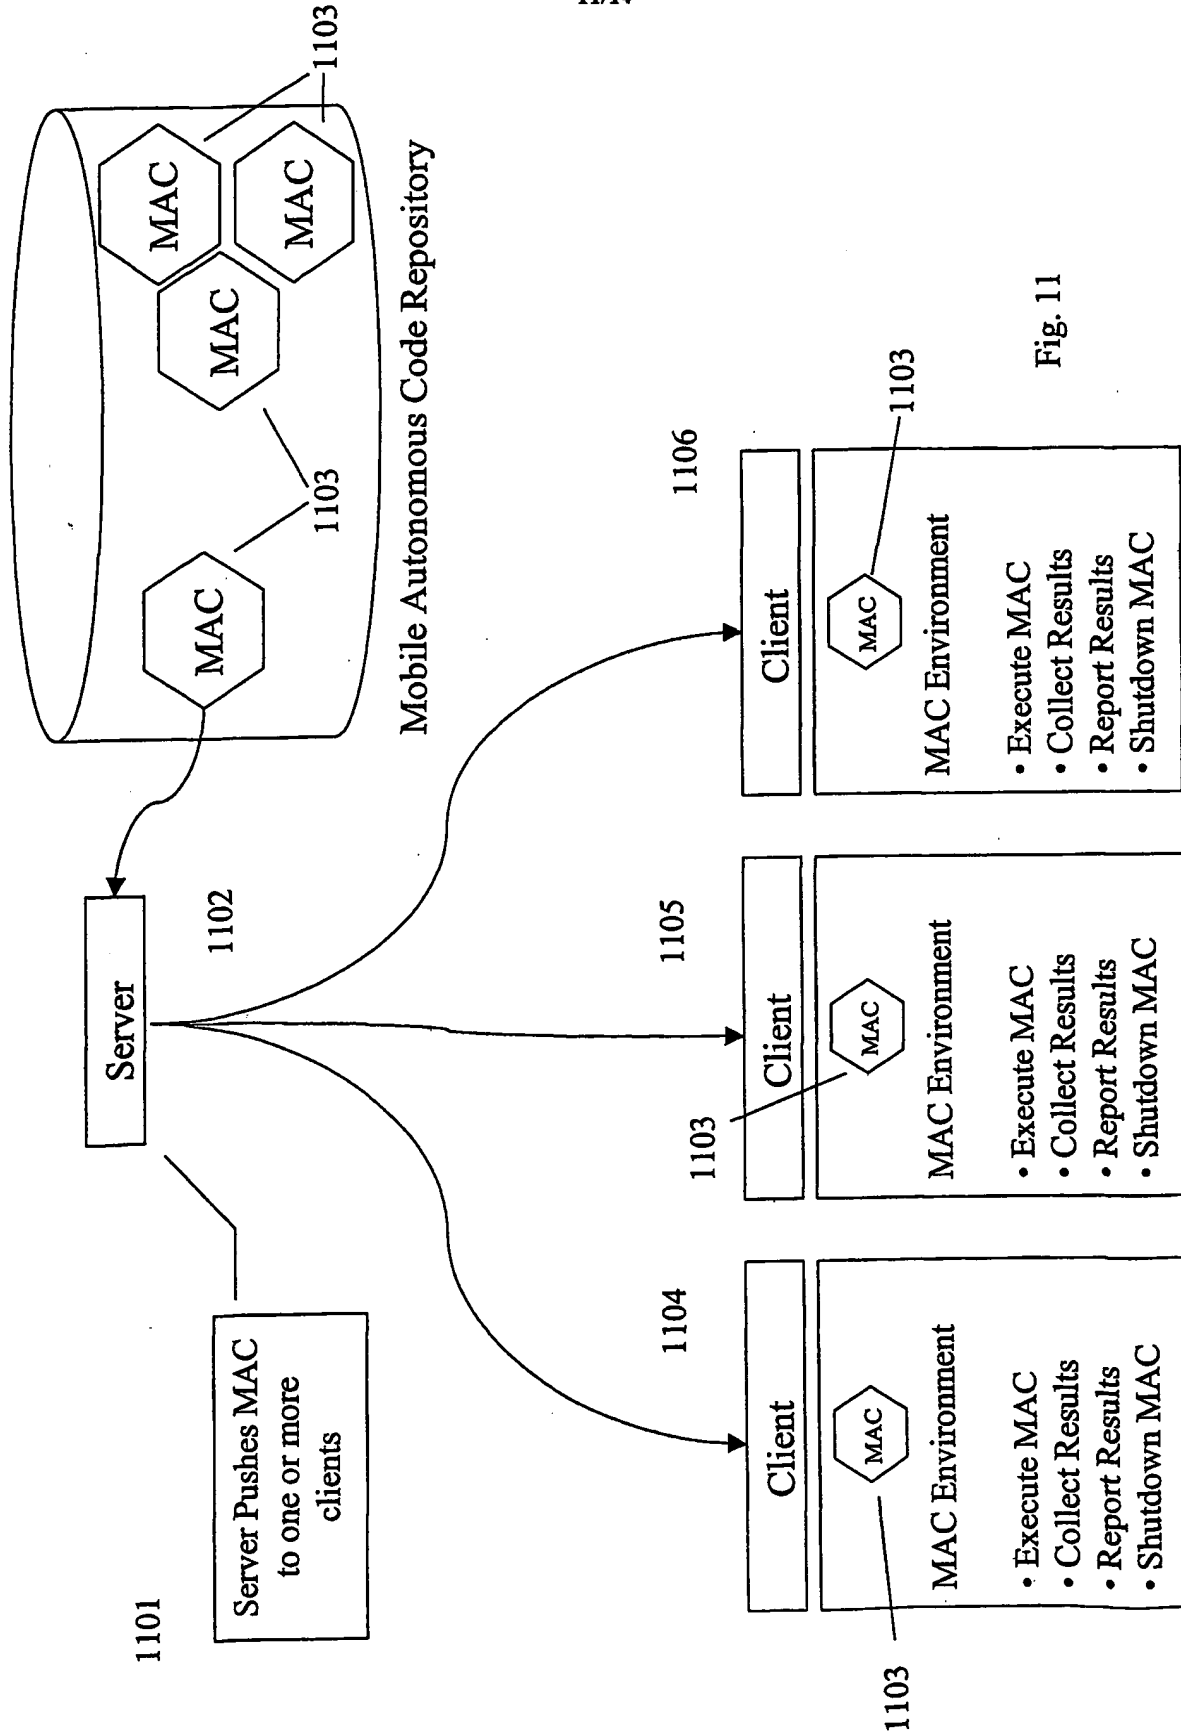 1101
Server Pushes MAC
to one or more
clients
Server
1102
MAC
1103
MAC
MAC
MAC
1103
Mobile Autonomous Code Repository
1104
Client
1103
MAC
MAC Environment
• Execute MAC
• Collect Results
• Report Results
• Shutdown MAC
1105
Client
1103
MAC
MAC Environment
• Execute MAC
• Collect Results
• Report Results
• Shutdown MAC
1106
Client
MAC
1103
MAC Environment
• Execute MAC
• Collect Results
• Report Results
• Shutdown MAC
Fig. 11